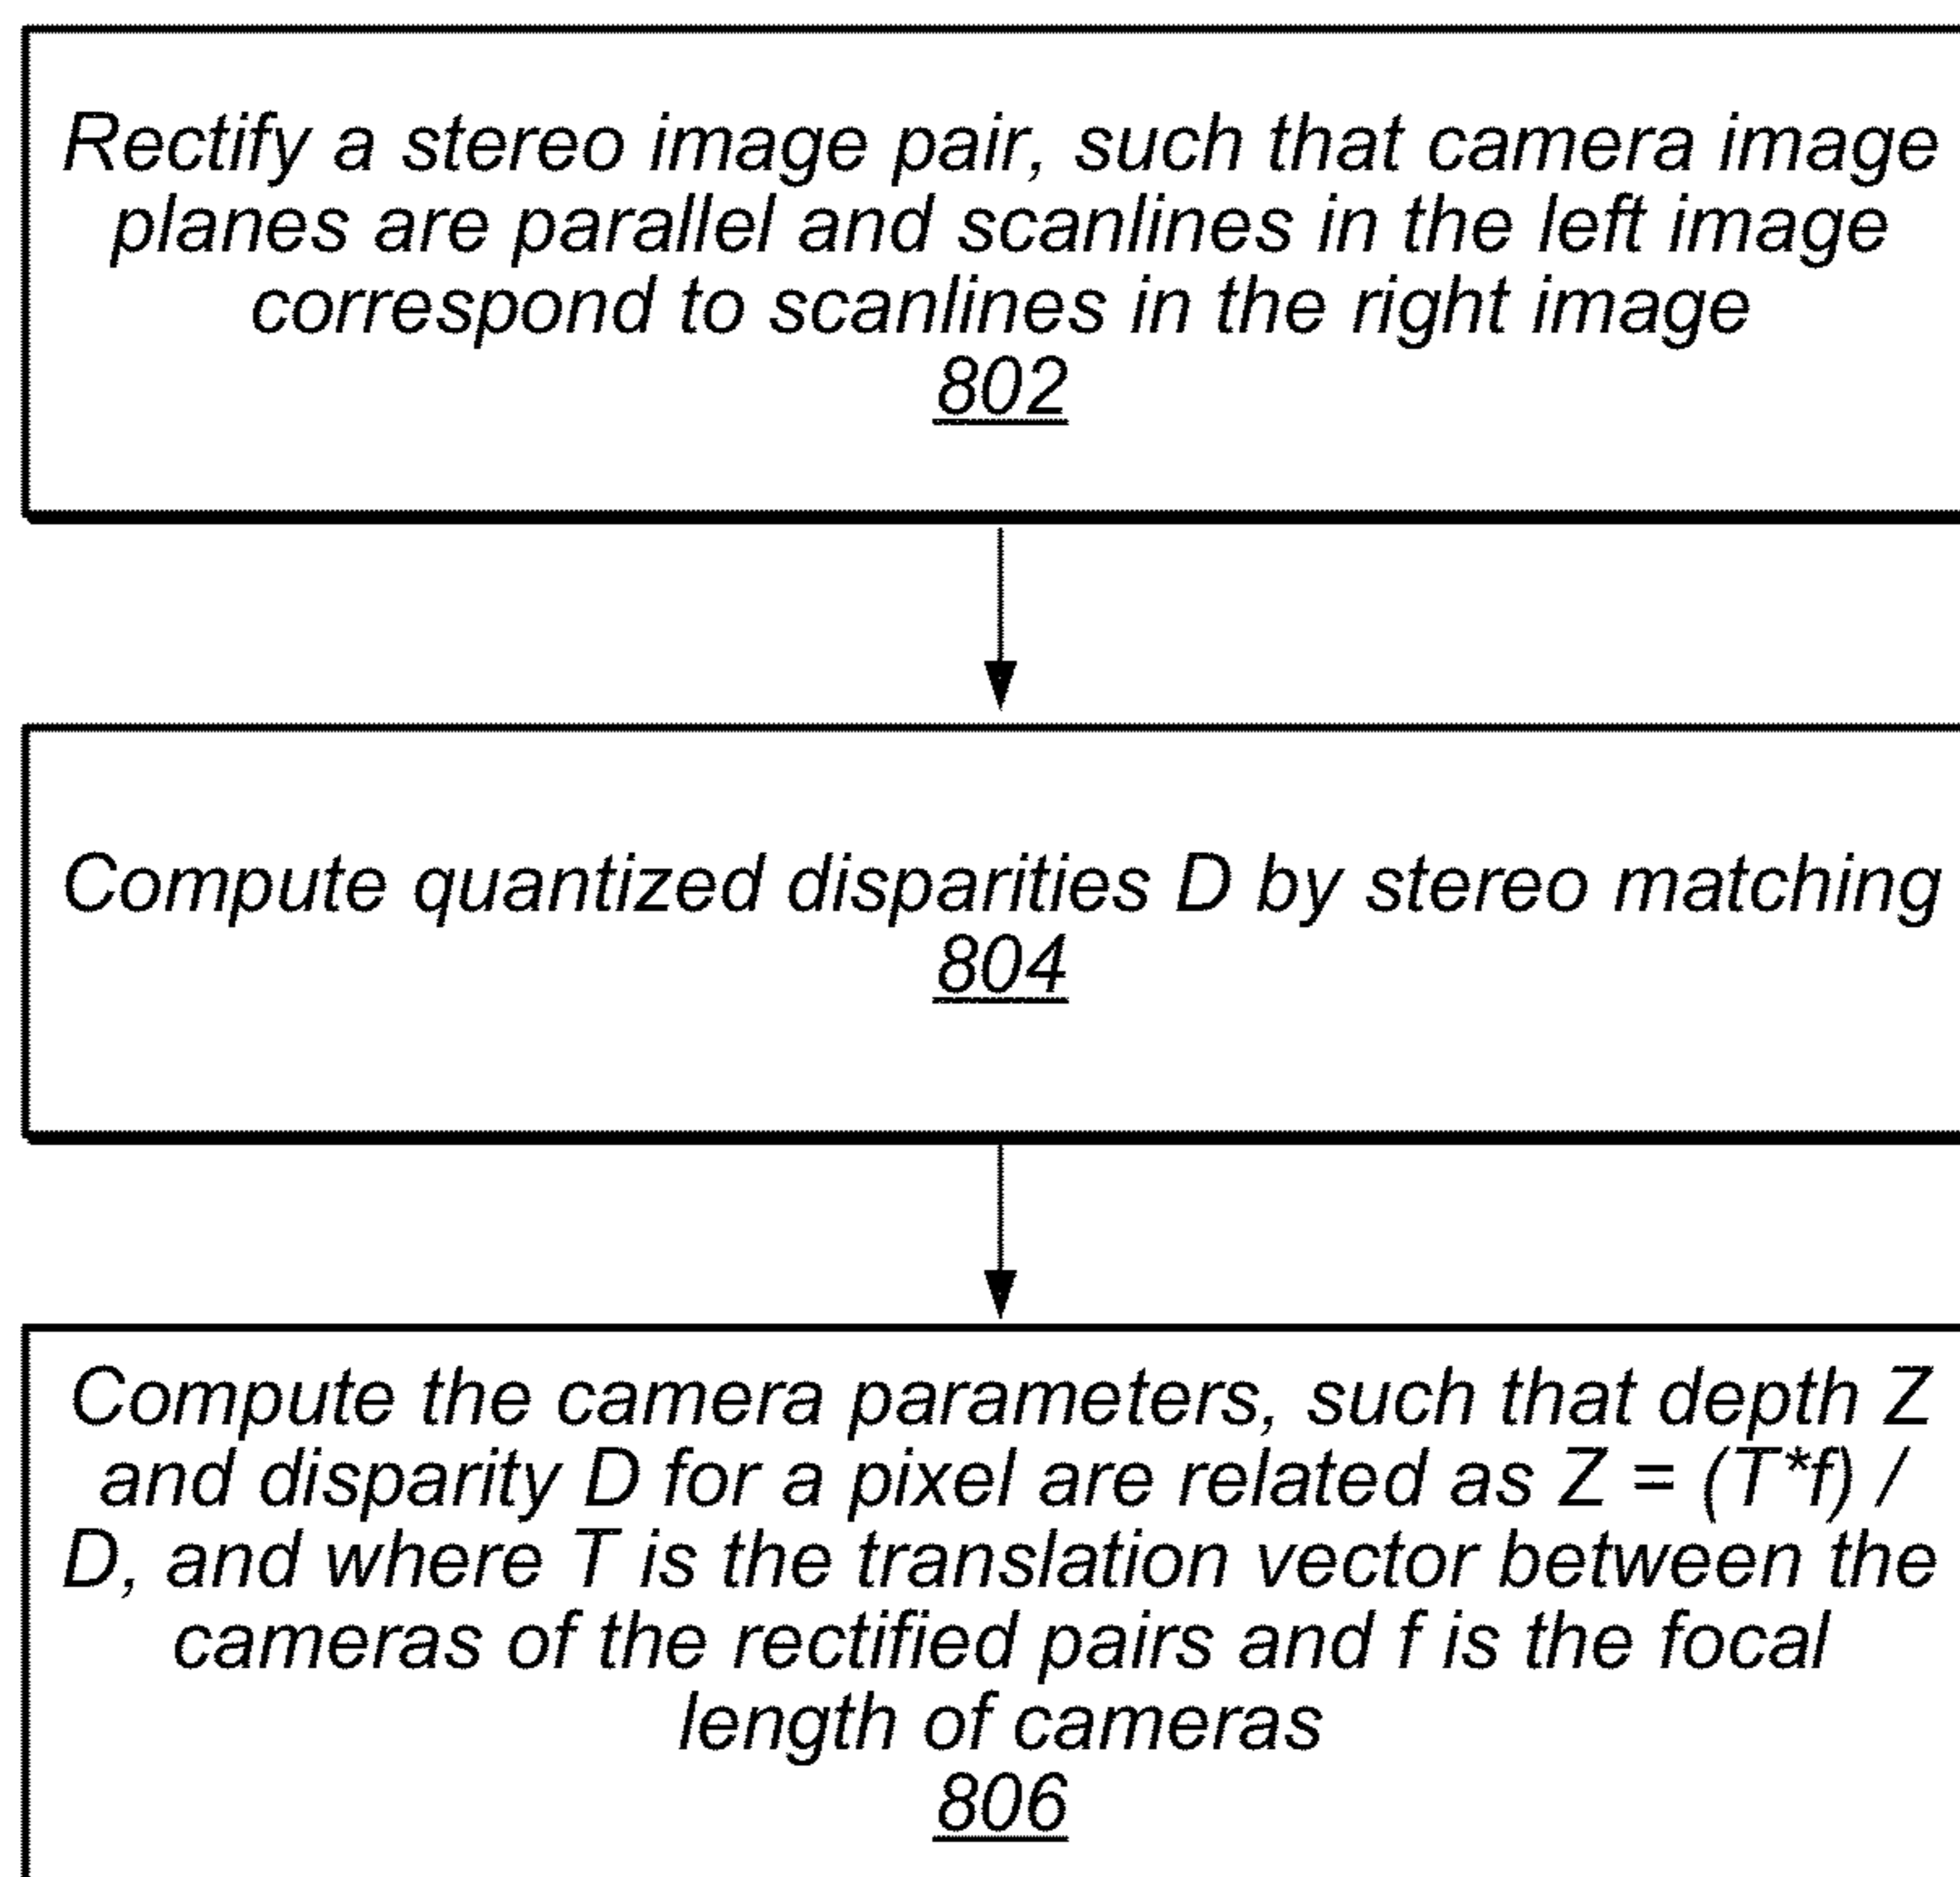 Rectify a stereo image pair, such that camera image
planes are parallel and scanlines in the left image
correspond to scanlines in the right image
802
Compute quantized disparities D by stereo matching
804
Compute the camera parameters, such that depth Z
and disparity D for a pixel are related as Z = (T*f) /
D, and where T is the translation vector between the
cameras of the rectified pairs and f is the focal
length of cameras
806